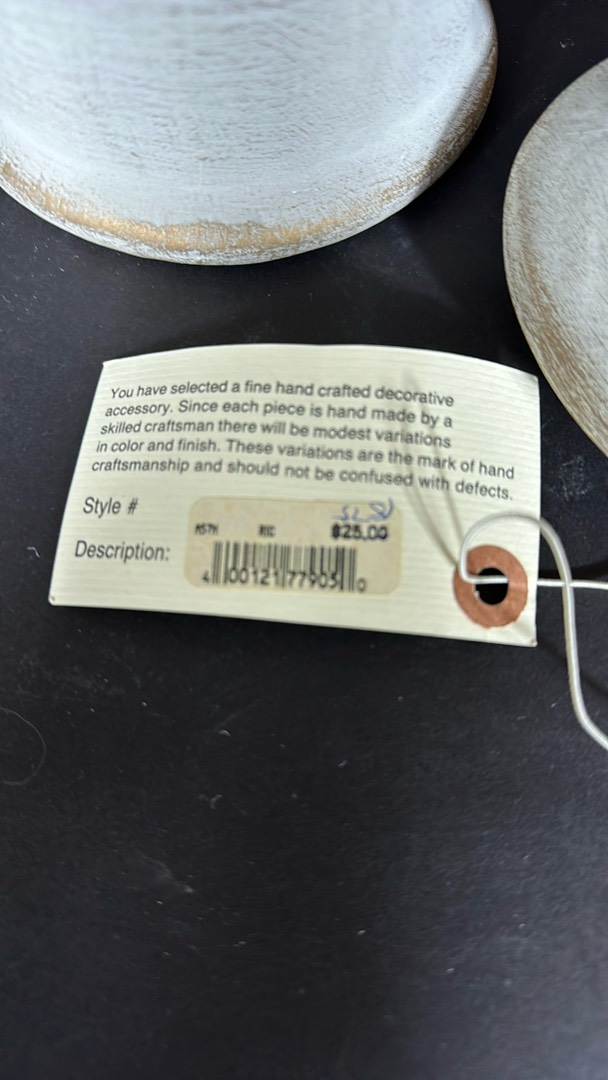 You have selected a fine hand crafted decorative
accessory. Since each piece is hand made by a
skilled craftsman there will be modest variations
in color and finish. These variations are the mark of hand
craftsmanship and should not be confused with defects.
Style #
$25.00
Description:
4 00121 77905 0